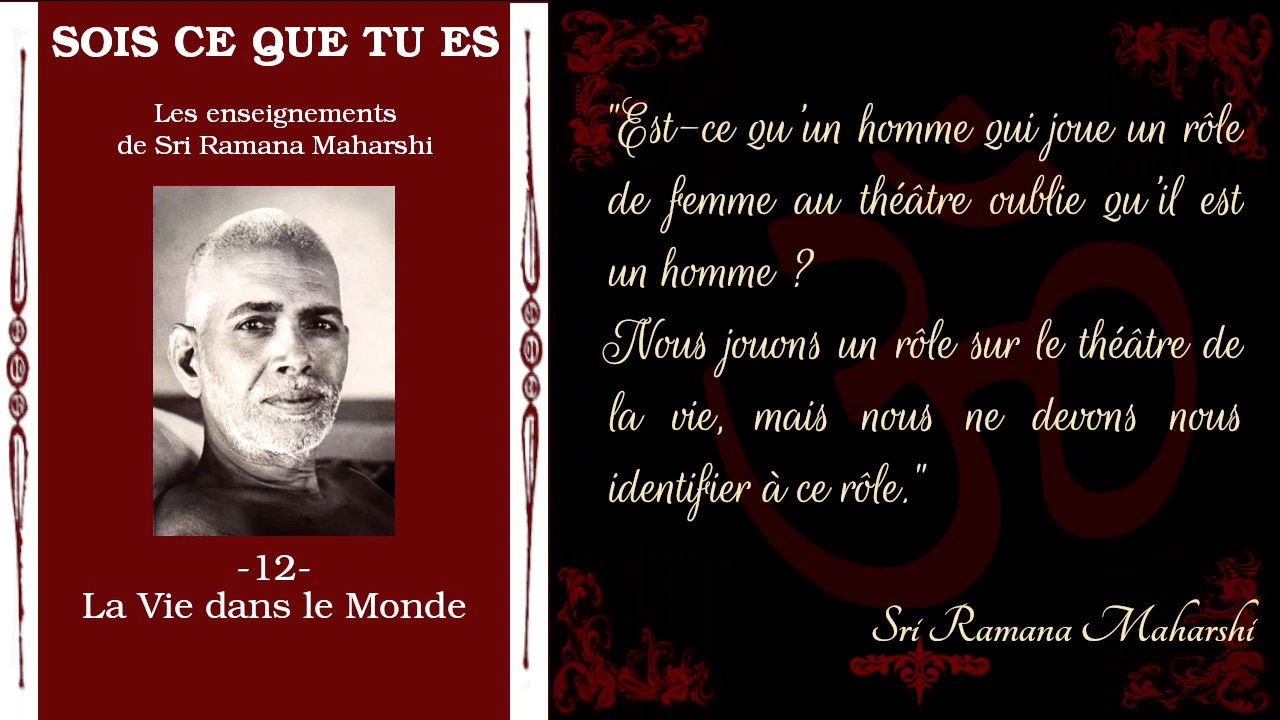 SOIS CE QUE TU ES
Les enseignements
de Sri Ramana Maharshi
-12-
La Vie dans le Monde
"Est-ce qu'un homme qui joue un rôle
de femme au théâtre oublie qu'il est
un homme ?
Nous jouons un rôle sur le théâtre de
la vie, mais nous ne devons nous
identifier à ce rôle."
Sri Ramana Maharshi